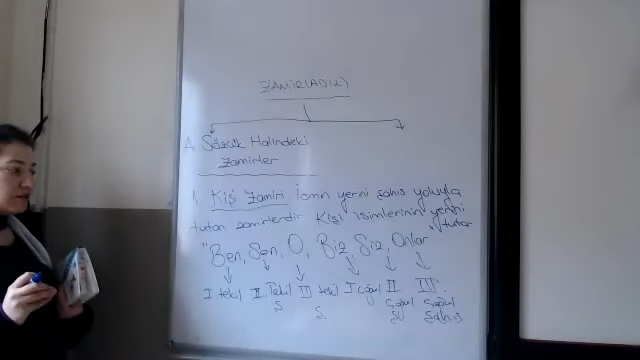 ZAMİR(ADIL)
A. Sözcük Halindeki
Zamirler
1. Kişi Zamiri İsmin yerini şahıs yoluyla
tutan zamirlerdir Kişi isimlerinin yerini
tutar
"Ben, Sen, O, Biz, Siz, Onlar"
I tekil II. Tekil III tekil I çoğul II III.
Ş Ş Çoğul Çoğul
Ş Şahıs